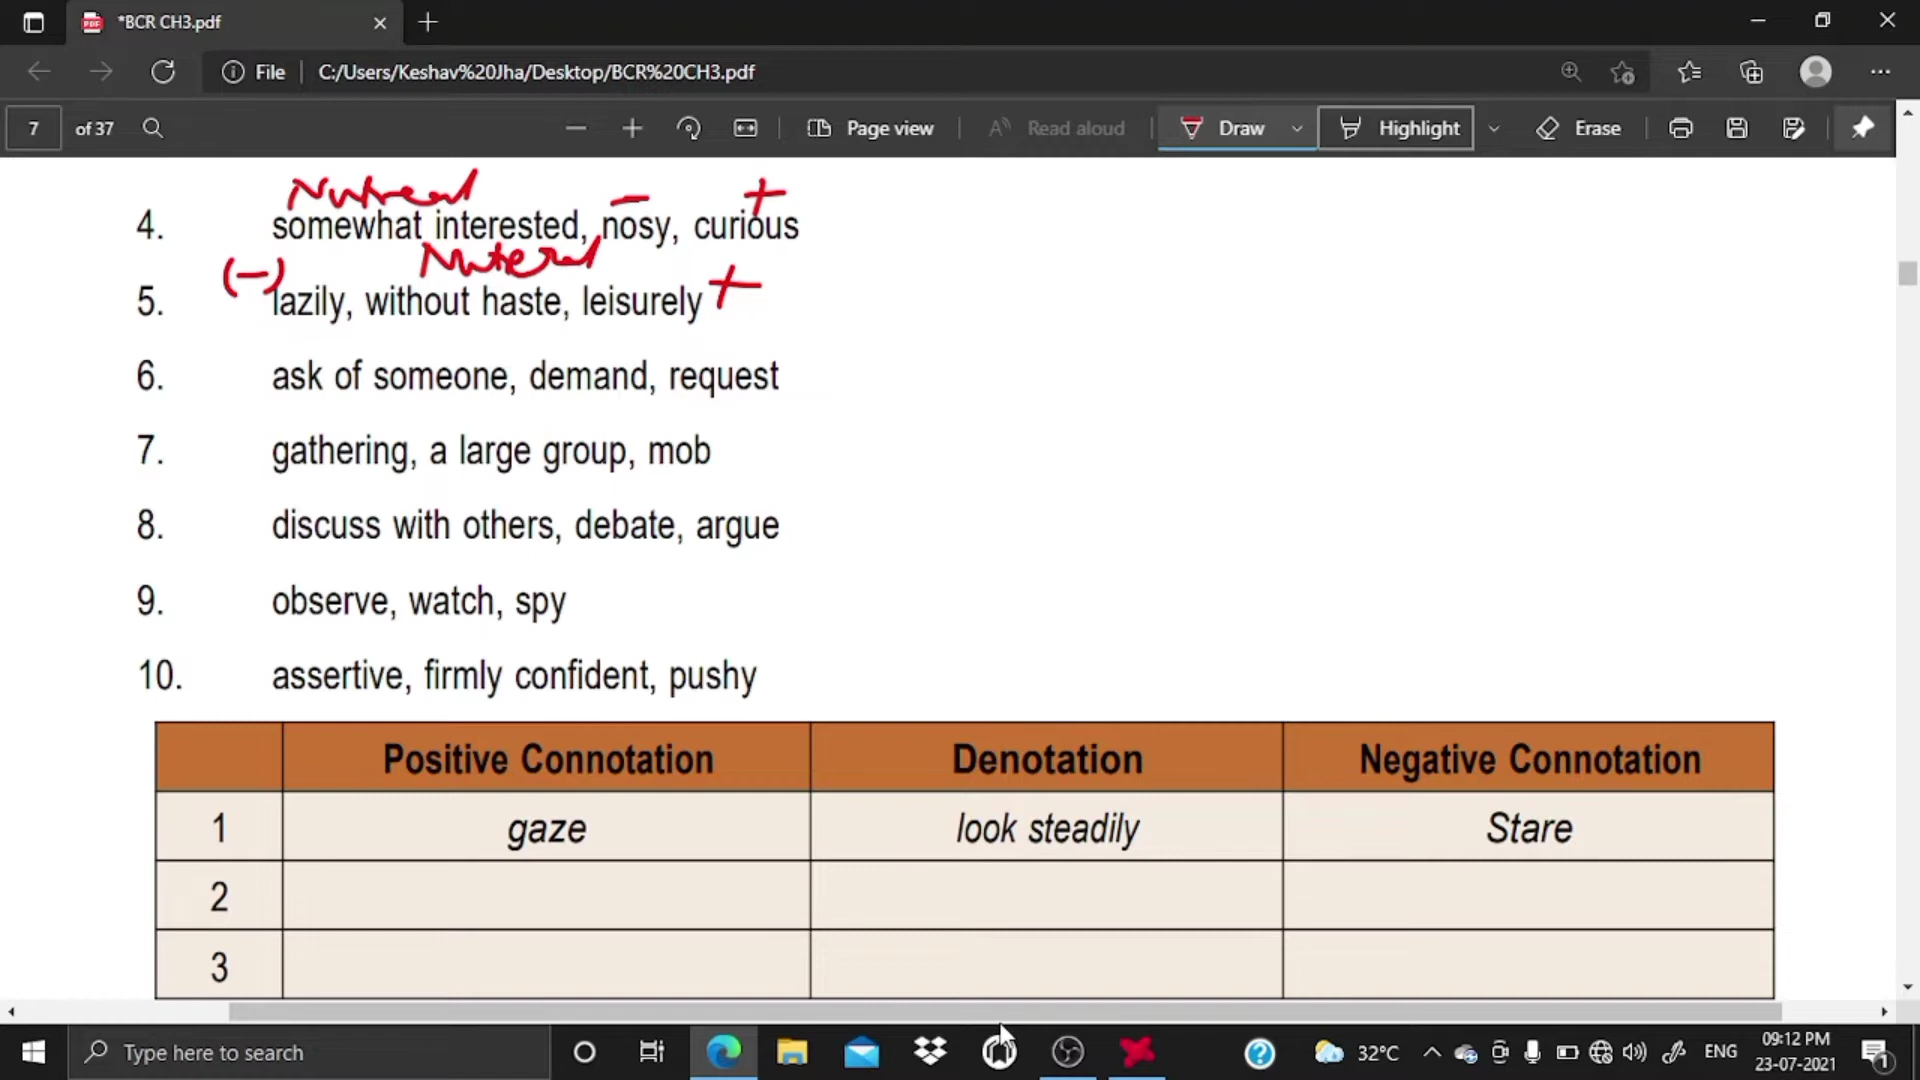 *BCR CH3.pdf
File C:/Users/Keshav%20Jha/Desktop/BCR%20CH3.pdf
7 of 37 Page view Read aloud Draw Highlight Erase
Nutreal - +
4. somewhat interested, nosy, curious
(-) Nuteral +
5. lazily, without haste, leisurely
6. ask of someone, demand, request
7. gathering, a large group, mob
8. discuss with others, debate, argue
9. observe, watch, spy
10. assertive, firmly confident, pushy
Positive Connotation Denotation Negative Connotation
1 gaze look steadily Stare
2
3
Type here to search 32°C ENG 09:12 PM
23-07-2021 1